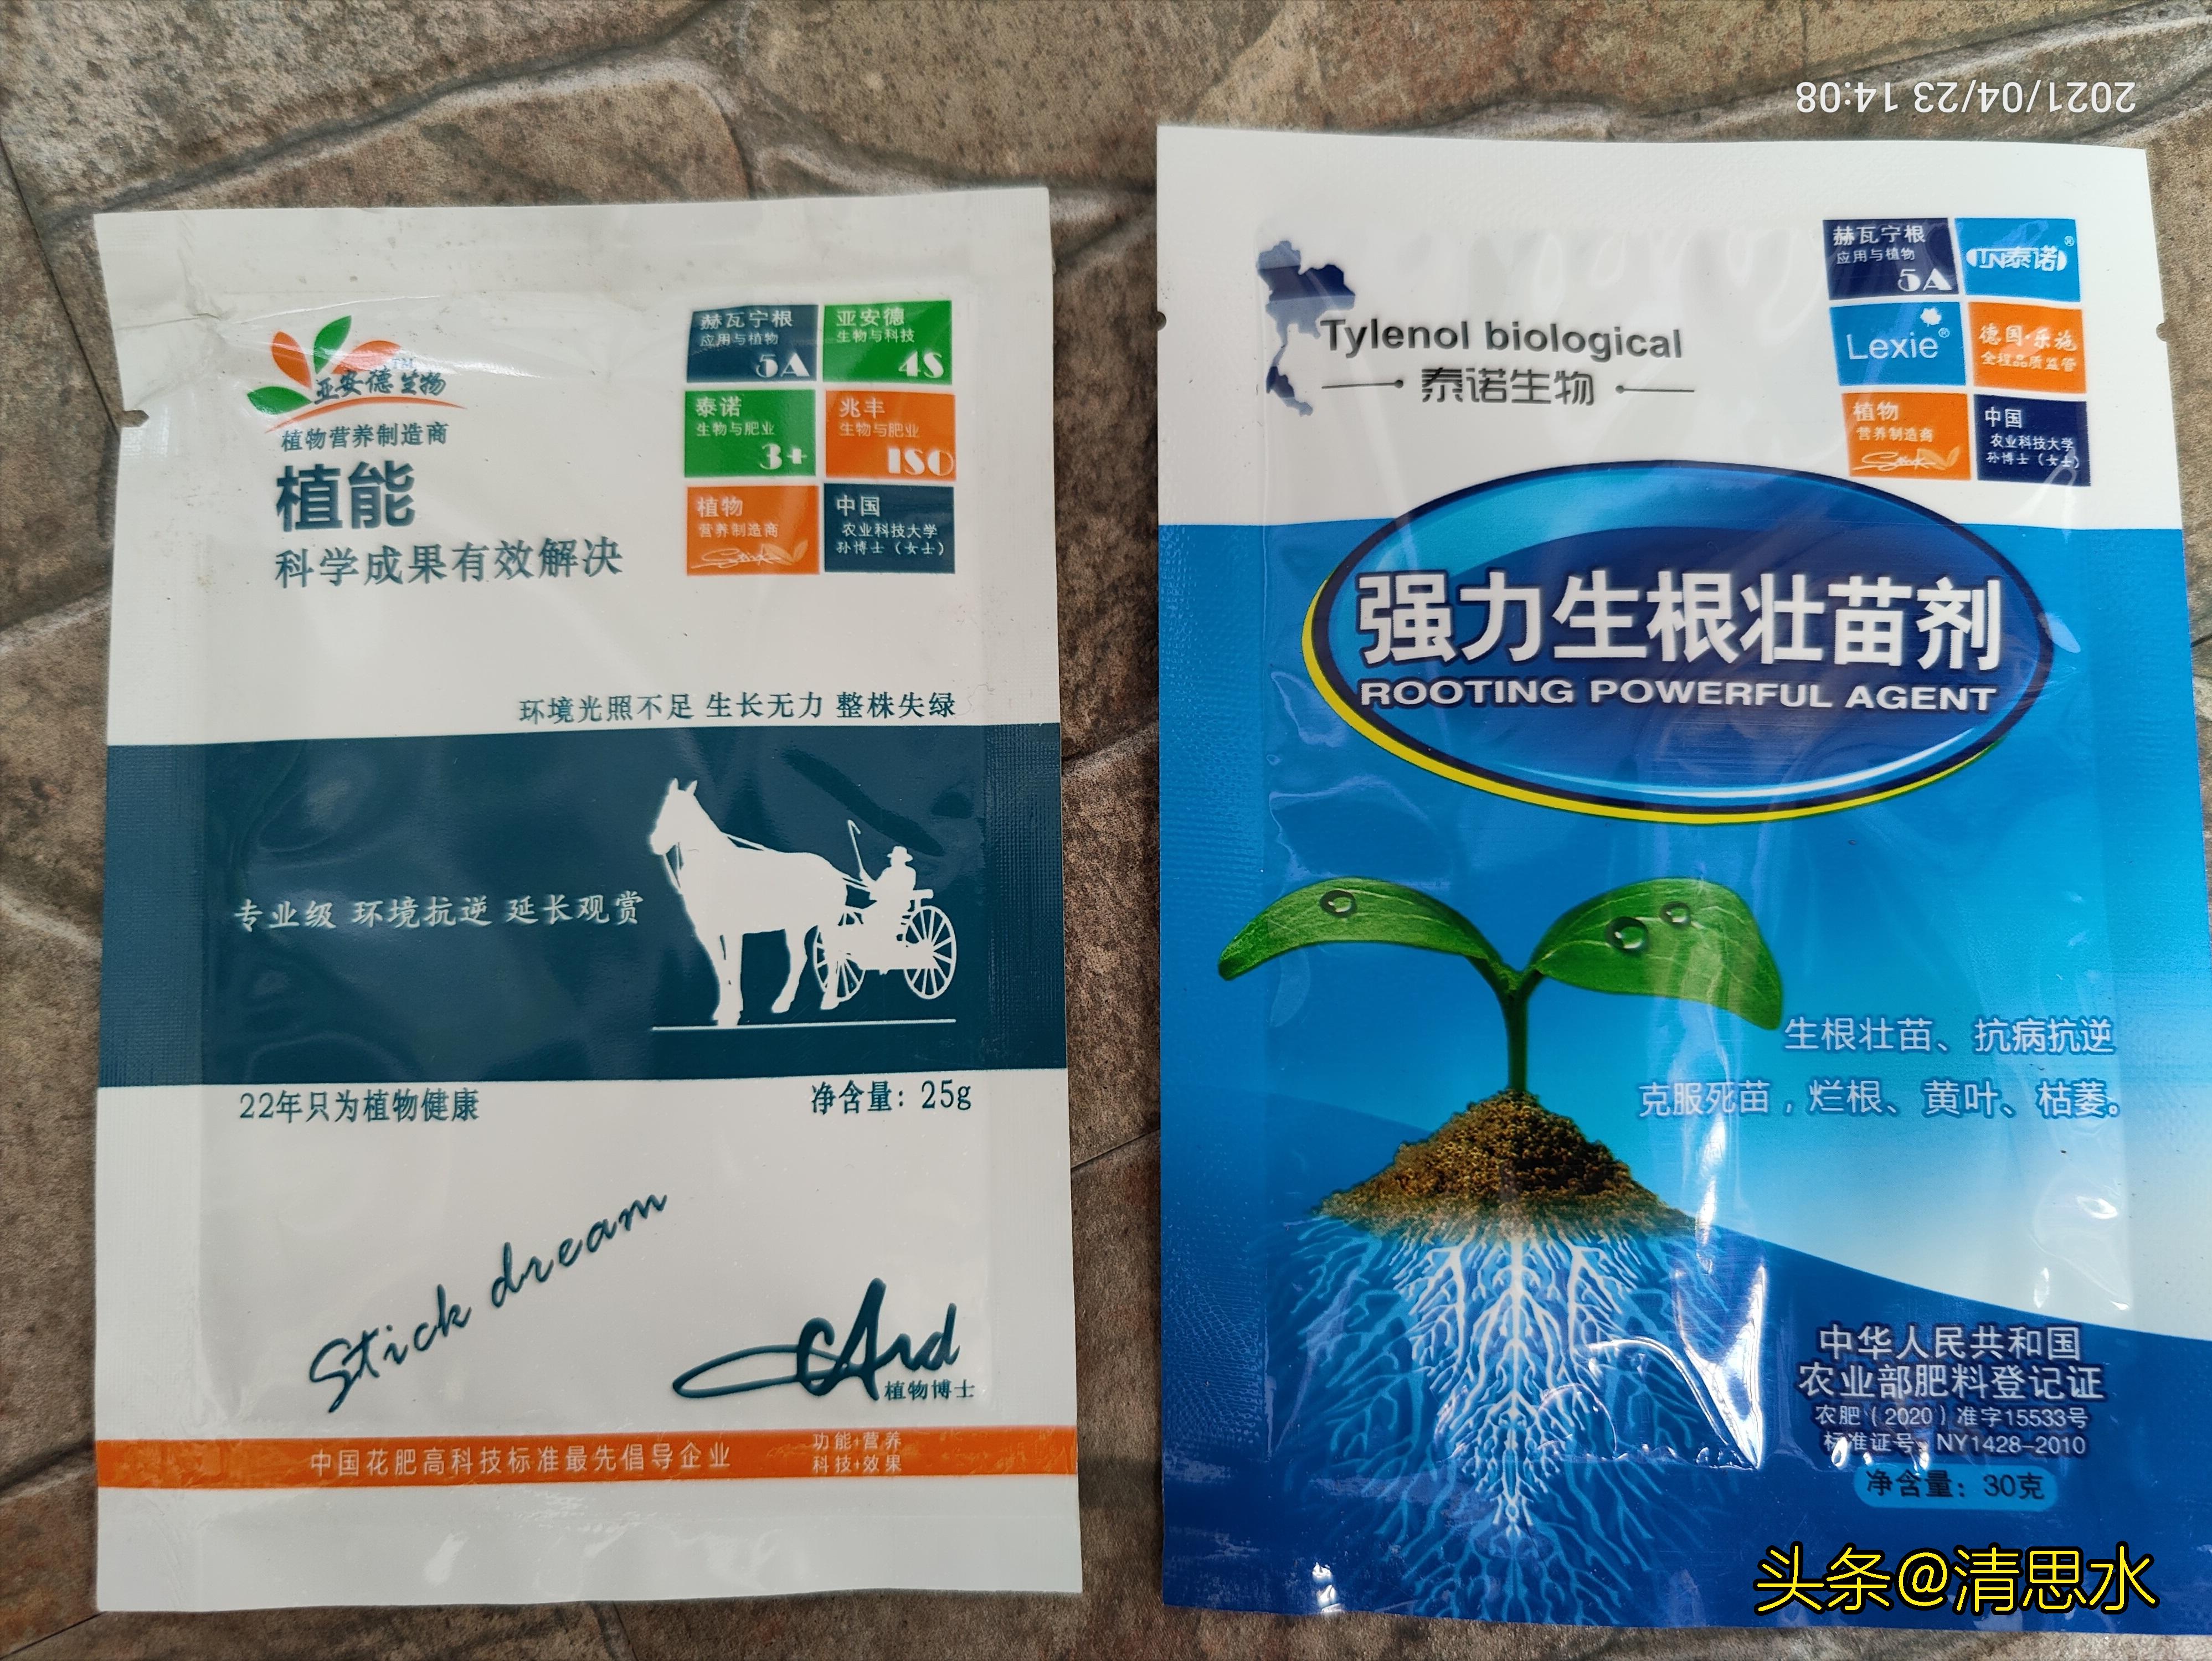 2021/04/23 14:08
亚安德生物
TM
植物营养制造商
植能
科学成果有效解决
赫瓦宁根
应用与植物
5A
亚安德
生物与科技
4S
泰诺
生物与肥业
3+
兆丰
生物与肥业
ISO
植物
营养制造商
中国
农业科技大学
孙博士（女士）
环境光照不足 生长无力 整株失绿
专业级 环境抗逆 延长观赏
22年只为植物健康
净含量：25g
Stick dream
植物博士
中国花肥高科技标准最先倡导企业
功能+营养
科技+效果
Tylenol biological
泰诺生物
赫瓦宁根
应用与植物
5A
TN泰诺®
Lexie®
德国·乐施
全程品质监管
植物
营养制造商
中国
农业科技大学
孙博士（女士）
强力生根壮苗剂
ROOTING POWERFUL AGENT
生根壮苗、抗病抗逆
克服死苗，烂根、黄叶、枯萎。
中华人民共和国
农业部肥料登记证
农肥（2020）准字15533号
标准证号：NY1428-2010
净含量：30克
头条@清思水